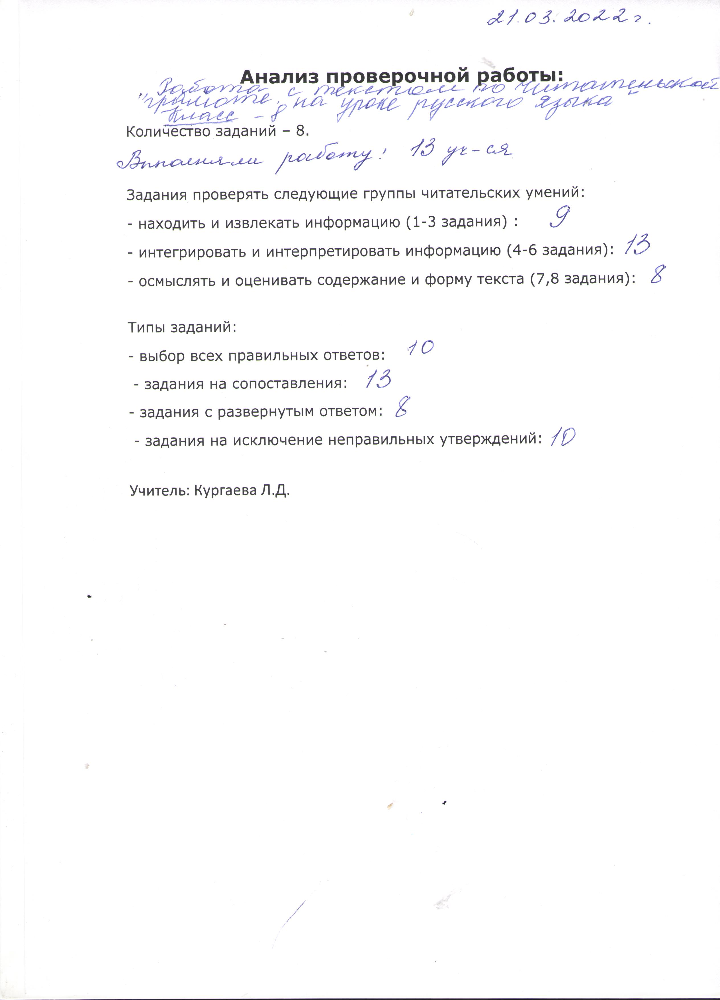 21.03.2022г.
Анализ проверочной работы:
"Работа с текстом по читательской
грамоте на уроке русского языка"
Класс - 8
Количество заданий – 8.
Выполняли работу: 13 уч-ся
Задания проверять следующие группы читательских умений:
- находить и извлекать информацию (1-3 задания) : 9
- интегрировать и интерпретировать информацию (4-6 задания): 13
- осмыслять и оценивать содержание и форму текста (7,8 задания): 8
Типы заданий:
- выбор всех правильных ответов: 10
- задания на сопоставления: 13
- задания с развернутым ответом: 8
- задания на исключение неправильных утверждений: 10
Учитель: Кургаева Л.Д.